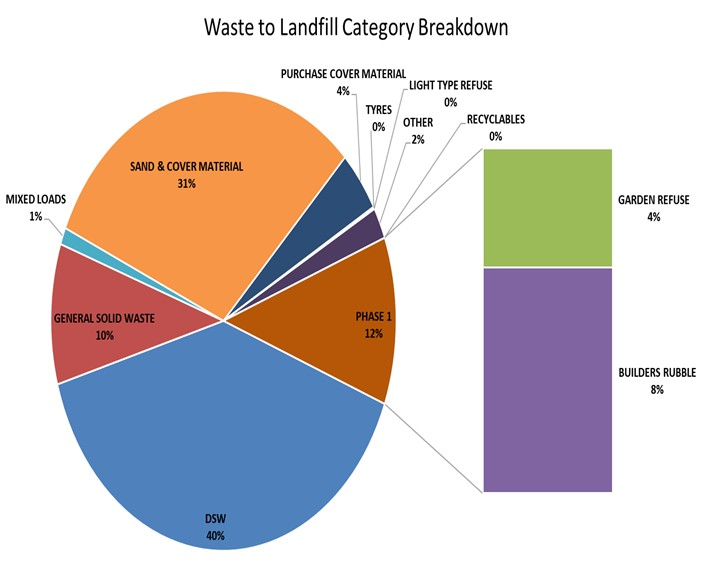 Waste to Landfill Category Breakdown
PURCHASE COVER MATERIAL
4%
LIGHT TYPE REFUSE
0%
TYRES
0%
OTHER
2%
RECYCLABLES
0%
SAND & COVER MATERIAL
31%
MIXED LOADS
1%
GARDEN REFUSE
4%
GENERAL SOLID WASTE
10%
PHASE 1
12%
BUILDERS RUBBLE
8%
DSW
40%